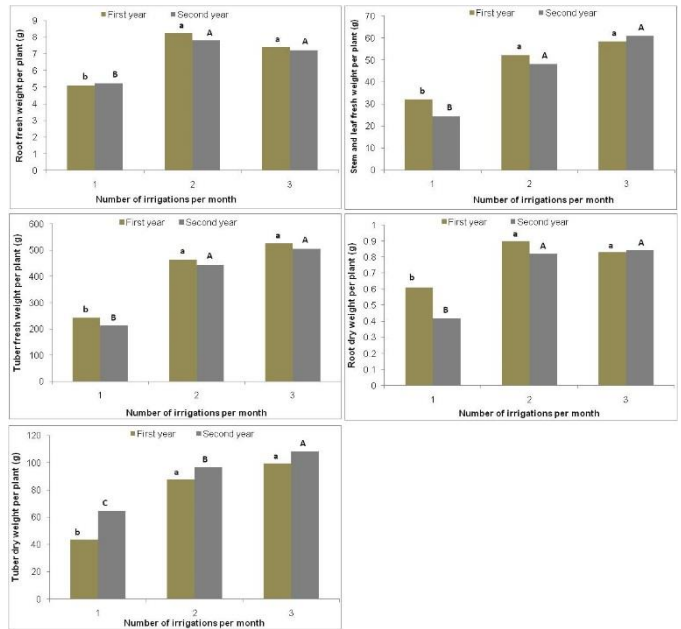 First year Second year
Root fresh weight per plant (g)
9
8
7
6
5
4
3
2
1
0
b B a A a A
1 2 3
Number of irrigations per month
First year Second year
Stem and leaf fresh weight per plant (g)
70
60
50
40
30
20
10
0
b B a A a A
1 2 3
Number of irrigations per month
First year Second year
Tuber fresh weight per plant (g)
600
500
400
300
200
100
0
b B a A a A
1 2 3
Number of irrigations per month
First year Second year
Root dry weight per plant (g)
1
0.9
0.8
0.7
0.6
0.5
0.4
0.3
0.2
0.1
0
b B a A a A
1 2 3
Number of irrigations per month
First year Second year
Tuber dry weight per plant (g)
120
100
80
60
40
20
0
b C a B a A
1 2 3
Number of irrigations per month